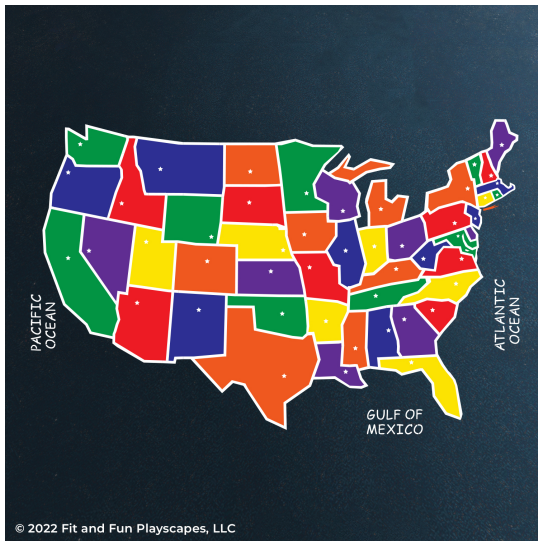 PACIFIC
OCEAN
ATLANTIC
OCEAN
GULF OF
MEXICO
© 2022 Fit and Fun Playscapes, LLC